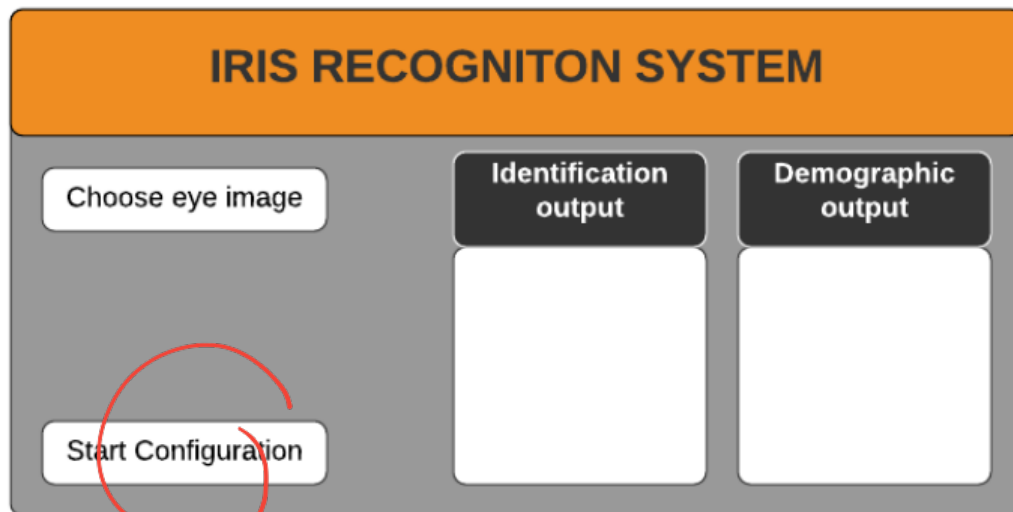 IRIS RECOGNITON SYSTEM
Choose eye image
Start Configuration
Identification
output
Demographic
output